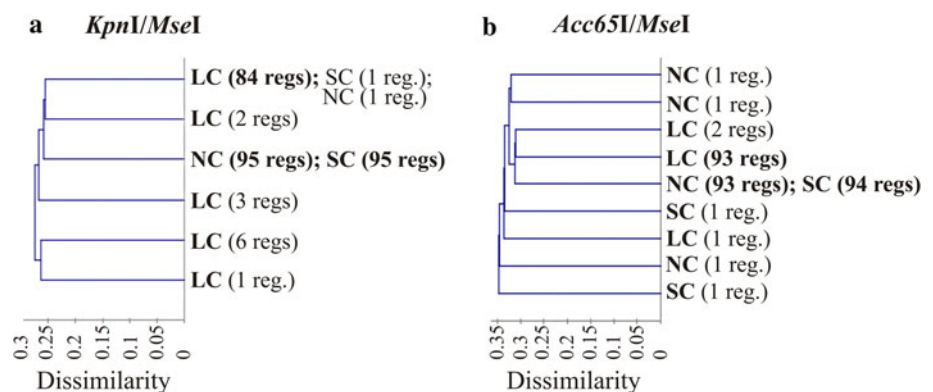 a KpnI/MseI
LC (84 regs); SC (1 reg.);
NC (1 reg.)
LC (2 regs)
NC (95 regs); SC (95 regs)
LC (3 regs)
LC (6 regs)
LC (1 reg.)
0.3 0.25 0.2 0.15 0.1 0.05 0
Dissimilarity
b Acc65I/MseI
NC (1 reg.)
NC (1 reg.)
LC (2 regs)
LC (93 regs)
NC (93 regs); SC (94 regs)
SC (1 reg.)
LC (1 reg.)
NC (1 reg.)
SC (1 reg.)
0.35 0.3 0.25 0.2 0.15 0.1 0.05 0
Dissimilarity